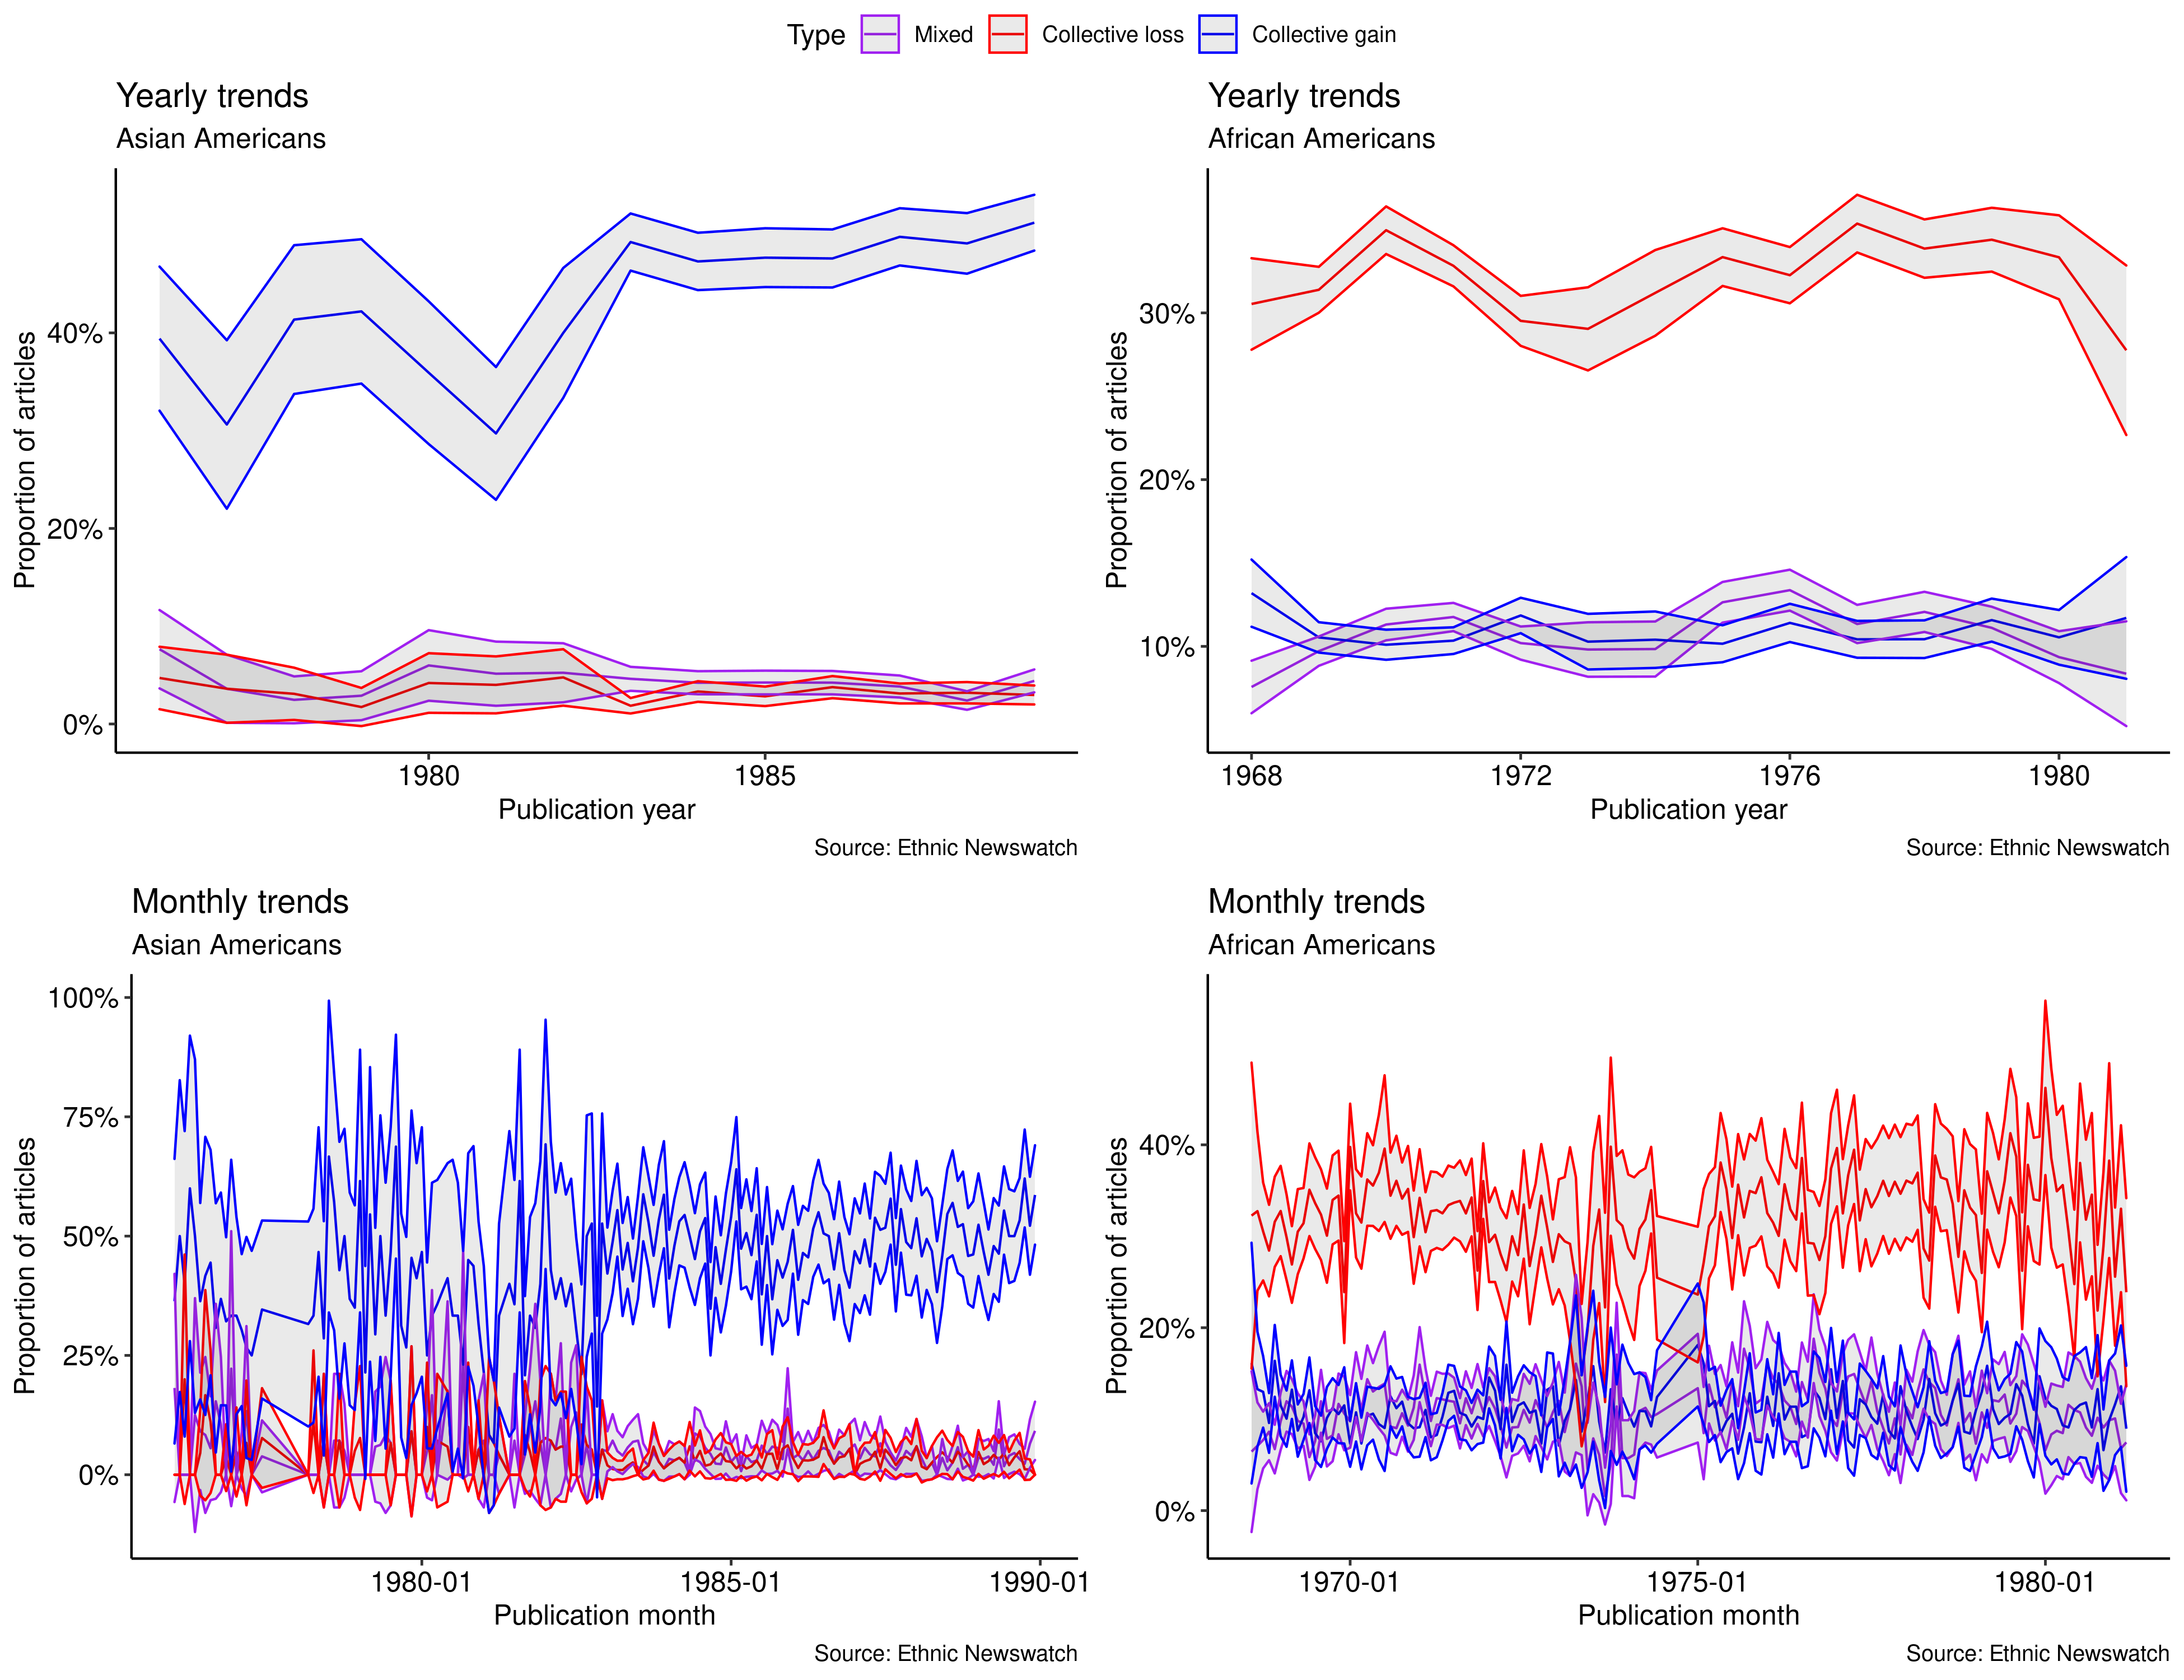 Type Mixed Collective loss Collective gain
Yearly trends
Asian Americans
Proportion of articles
40%
20%
0%
1980 1985
Publication year
Source: Ethnic Newswatch
Yearly trends
African Americans
Proportion of articles
30%
20%
10%
1968 1972 1976 1980
Publication year
Source: Ethnic Newswatch
Monthly trends
Asian Americans
Proportion of articles
100%
75%
50%
25%
0%
1980-01 1985-01 1990-01
Publication month
Source: Ethnic Newswatch
Monthly trends
African Americans
Proportion of articles
40%
20%
0%
1970-01 1975-01 1980-01
Publication month
Source: Ethnic Newswatch